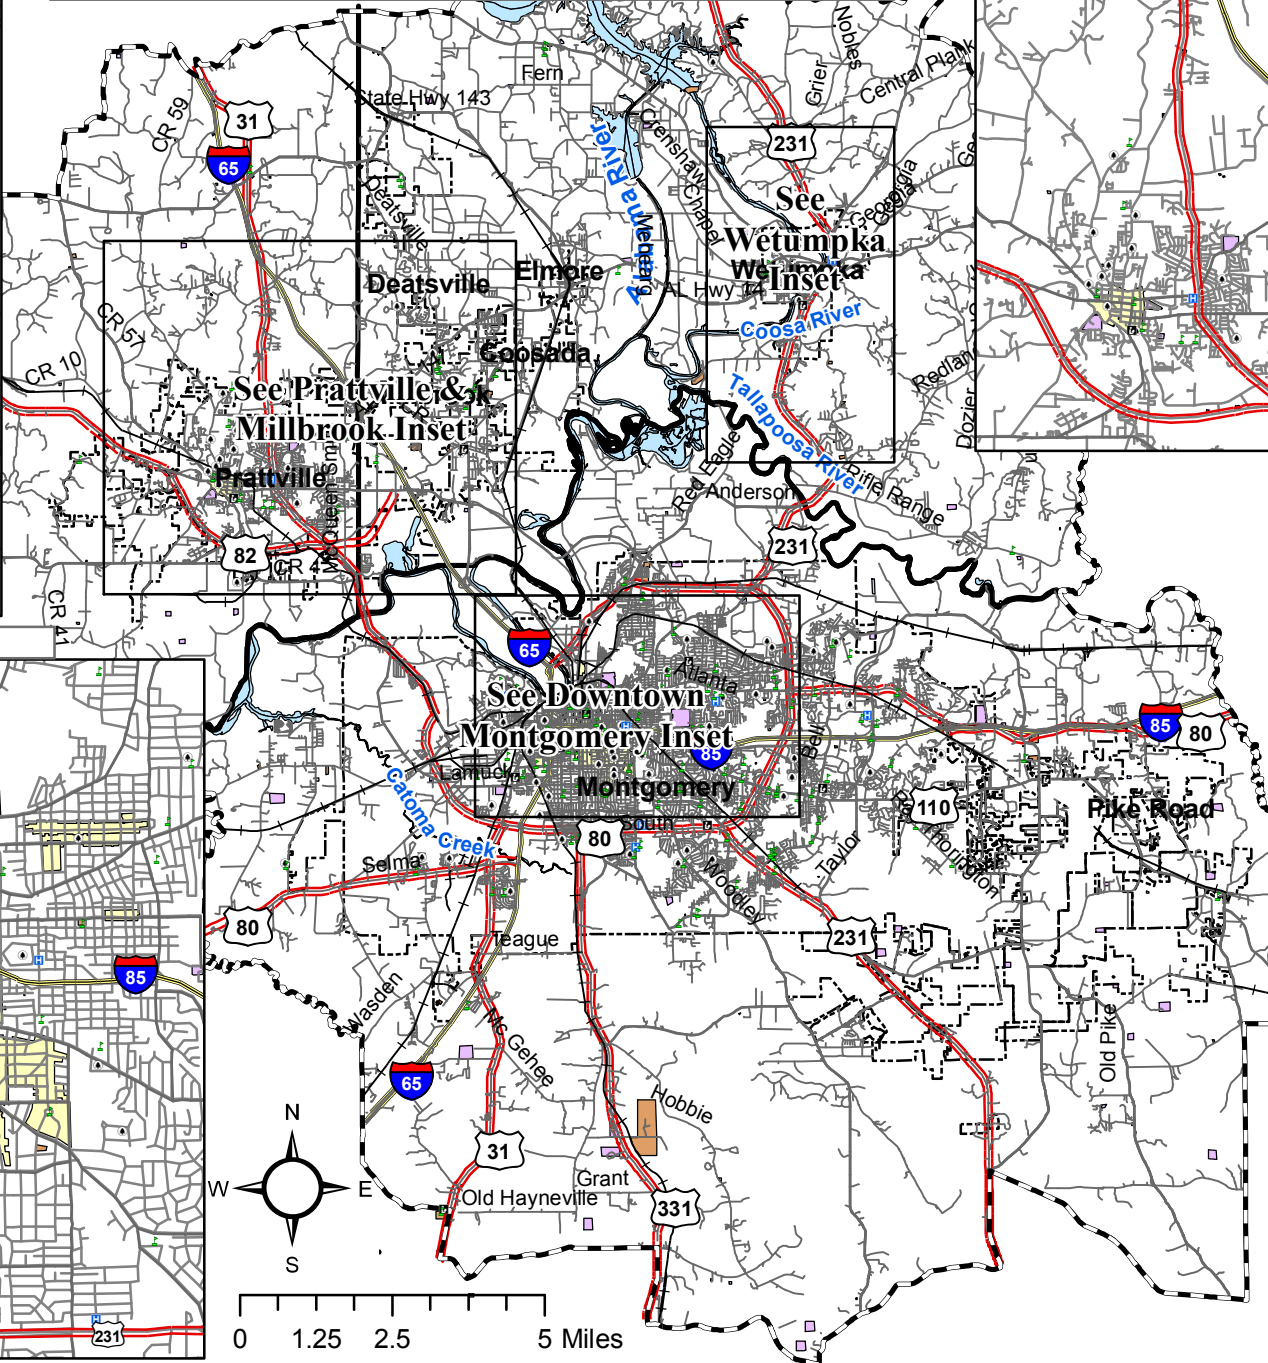 Nobles
Grier
Central Plank
Fern
State Hwy 143
CR 59
31
65
Crenshaw
231
Alabama River
Chapel
See
Wetumpka
Inset
Georgia
Deatsville
Elmore
Deatsville
AL Hwy 14
Coosa River
CR 57
CR 10
Coosada
See Prattville &
Millbrook Inset
Tallapoosa River
Redland
Dozier
Red Eagle
Prattville
Anderson
Rifle Range
231
82
CR 4
CR 41
65
Atlanta
See Downtown
Montgomery Inset
85
Bell
85
80
Montgomery
Catoma Creek
110
Pike Road
80
South
Selma
Woodley
Taylor
Thorington
80
Teague
231
85
Wasden
Mc Gehee
Old Pike
65
Hobbie
N
31
Grant
W
E
Old Hayneville
331
S
0 1.25 2.5 5 Miles
231